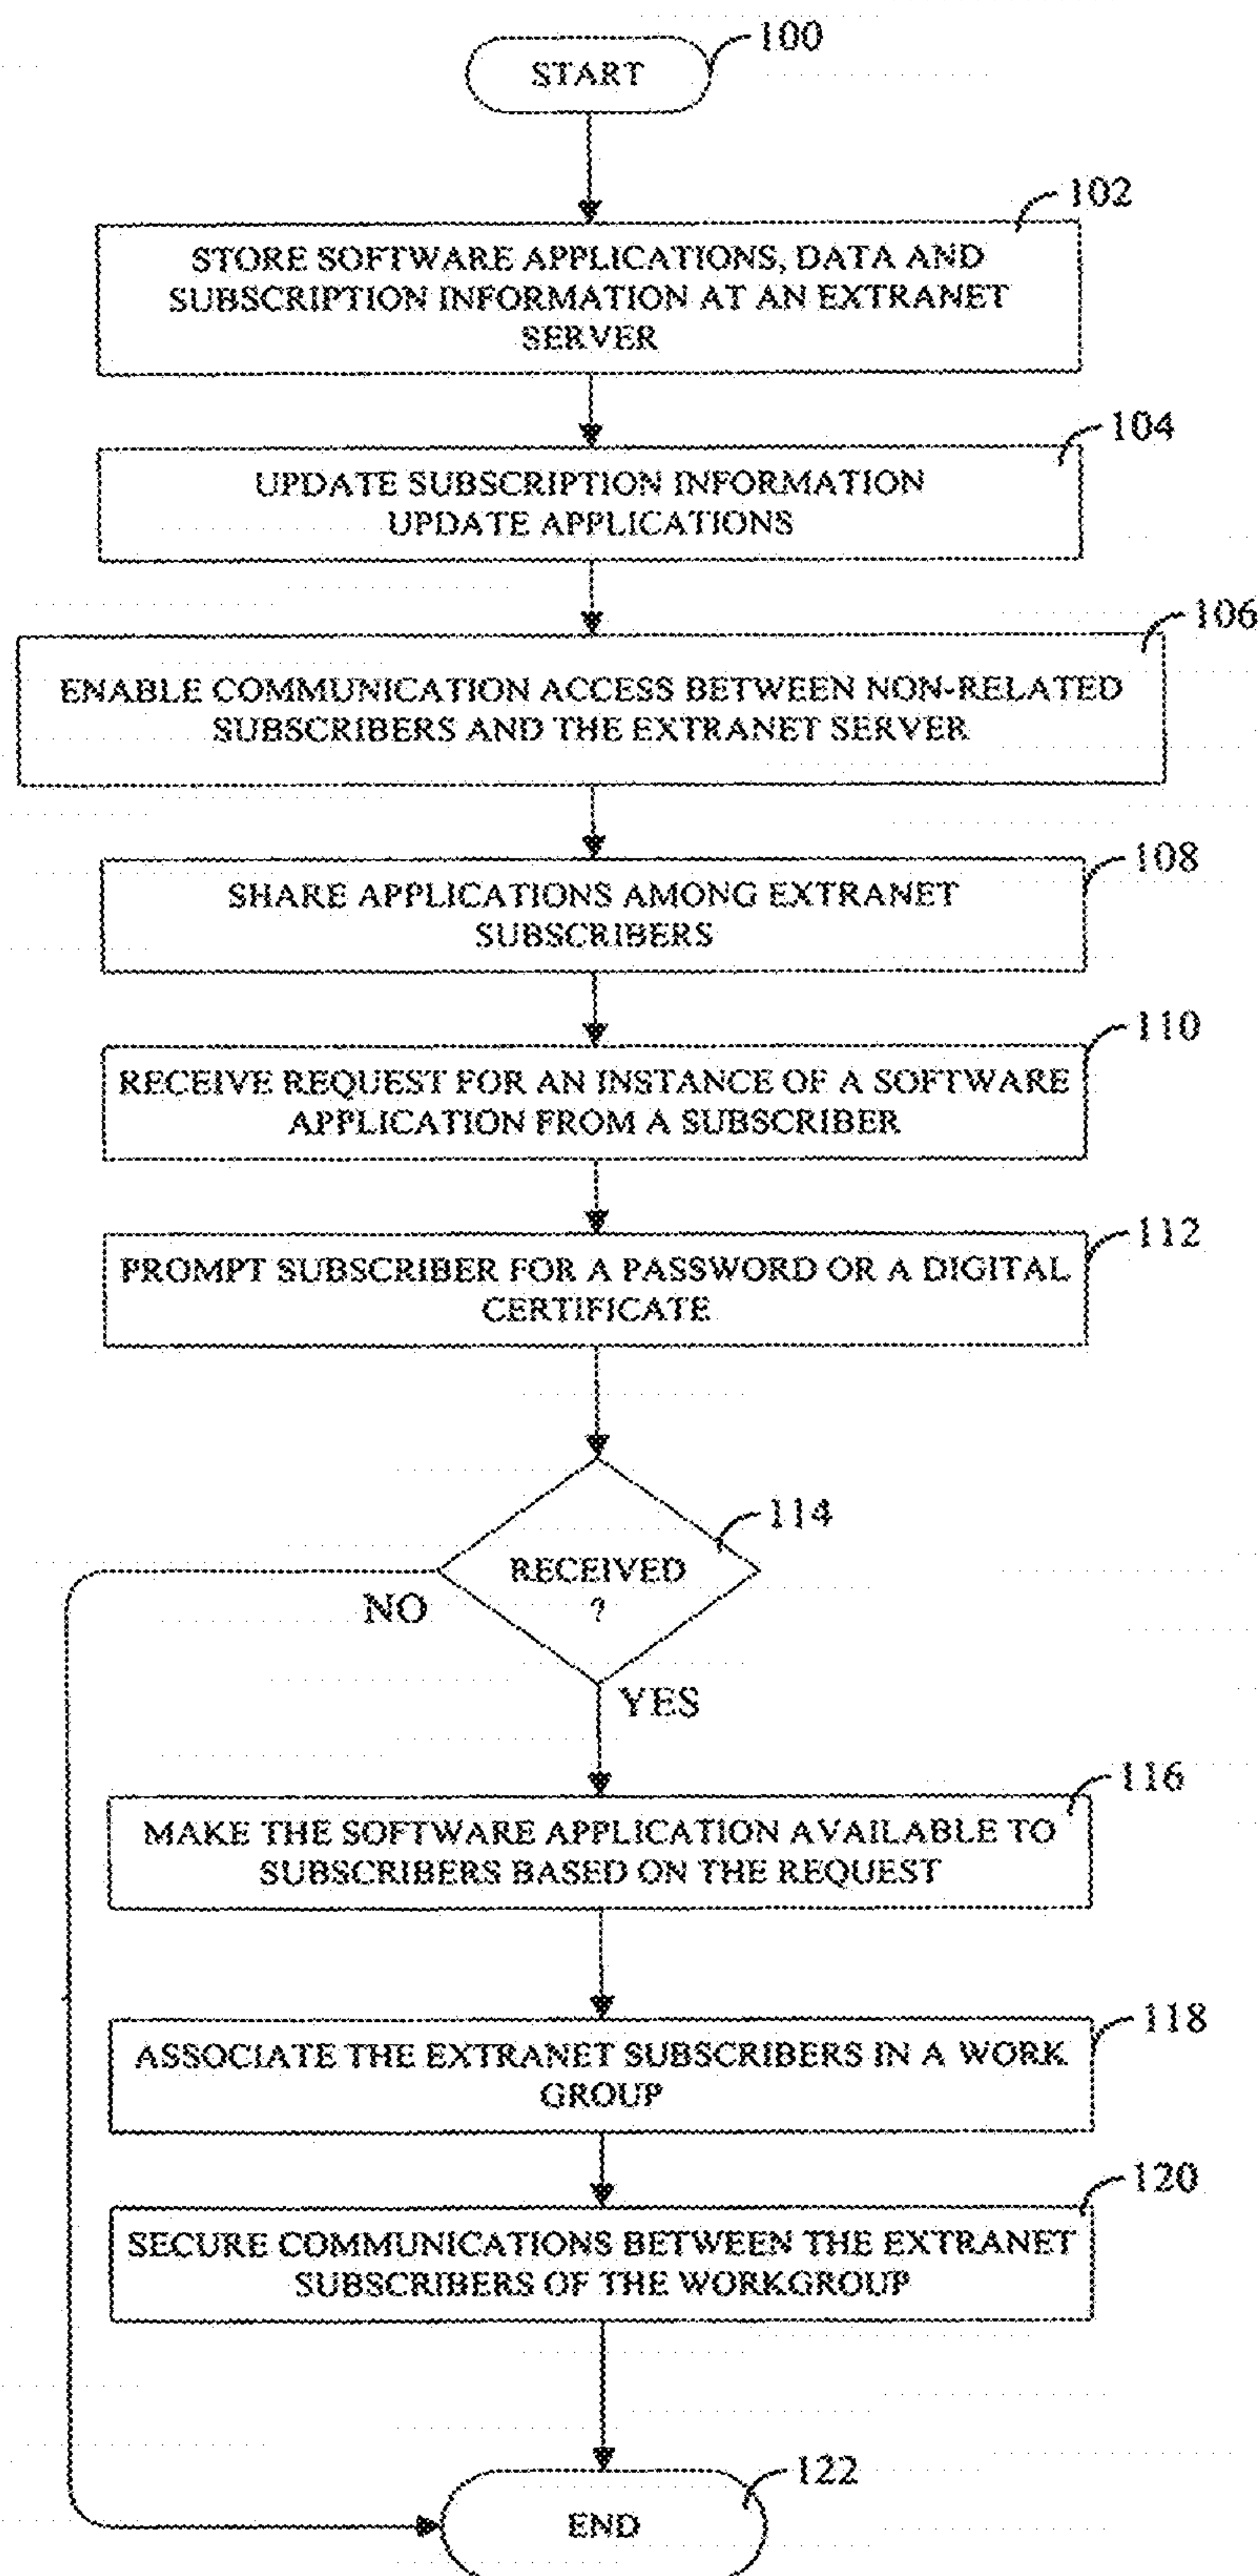 100
START
102
STORE SOFTWARE APPLICATIONS, DATA AND
SUBSCRIPTION INFORMATION AT AN EXTRANET
SERVER
104
UPDATE SUBSCRIPTION INFORMATION
UPDATE APPLICATIONS
106
ENABLE COMMUNICATION ACCESS BETWEEN NON-RELATED
SUBSCRIBERS AND THE EXTRANET SERVER
108
SHARE APPLICATIONS AMONG EXTRANET
SUBSCRIBERS
110
RECEIVE REQUEST FOR AN INSTANCE OF A SOFTWARE
APPLICATION FROM A SUBSCRIBER
112
PROMPT SUBSCRIBER FOR A PASSWORD OR A DIGITAL
CERTIFICATE
114
RECEIVED
?
NO
YES
116
MAKE THE SOFTWARE APPLICATION AVAILABLE TO
SUBSCRIBERS BASED ON THE REQUEST
118
ASSOCIATE THE EXTRANET SUBSCRIBERS IN A WORK
GROUP
120
SECURE COMMUNICATIONS BETWEEN THE EXTRANET
SUBSCRIBERS OF THE WORKGROUP
122
END